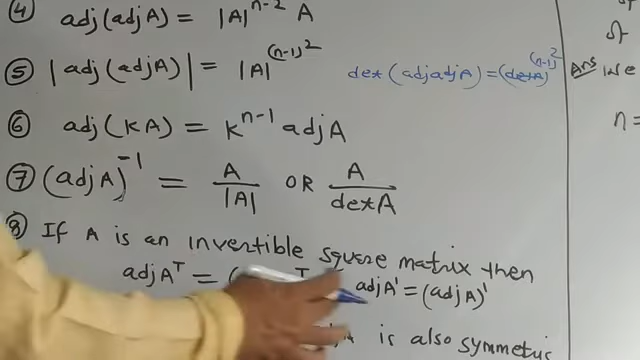 ④ adj(adjA) = |A|^(n-2) A
⑤ |adj(adjA)| = |A|^(n-1)^2
det(adjadjA) = (detA)^(n-1)^2
⑥ adj(KA) = K^(n-1) adjA
⑦ (adjA)^-1 = A/|A| OR A/detA
⑧ If A is an invertible square matrix then
adjA^T = ( T adjA' = (adjA)'
A is also symmetric
of
of
Ans
n=